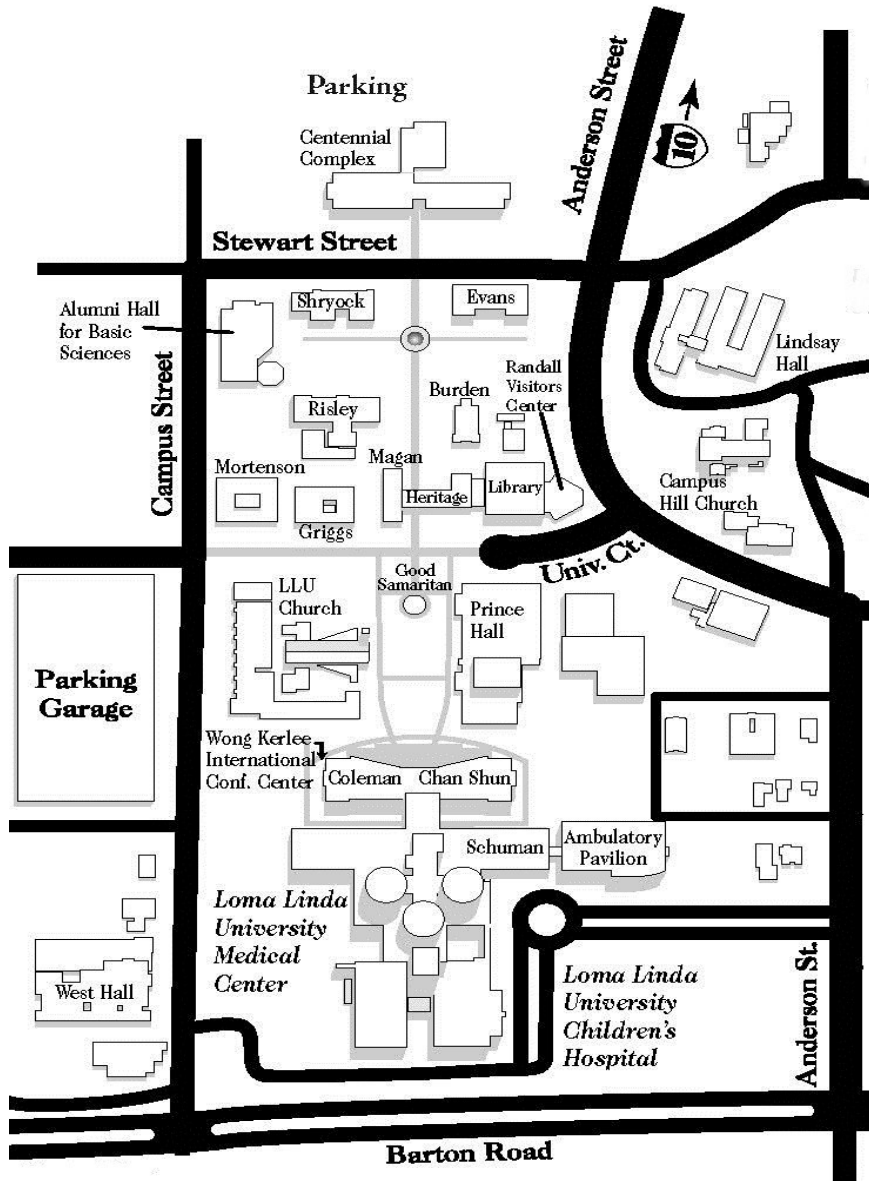 Parking
Centennial
Complex
Anderson Street
10
Stewart Street
Alumni Hall
for Basic
Sciences
Shryock
Evans
Lindsay
Hall
Campus Street
Risley
Burden
Randall
Visitors
Center
Mortenson
Magan
Heritage
Library
Griggs
Campus
Hill Church
Univ. Ct.
LLU
Church
Good
Samaritan
Prince
Hall
Parking
Garage
Wong Kerlee
International
Conf. Center
Coleman
Chan Shun
Schuman
Ambulatory
Pavilion
Loma Linda
University
Medical
Center
West Hall
Loma Linda
University
Children's
Hospital
Anderson St.
Barton Road